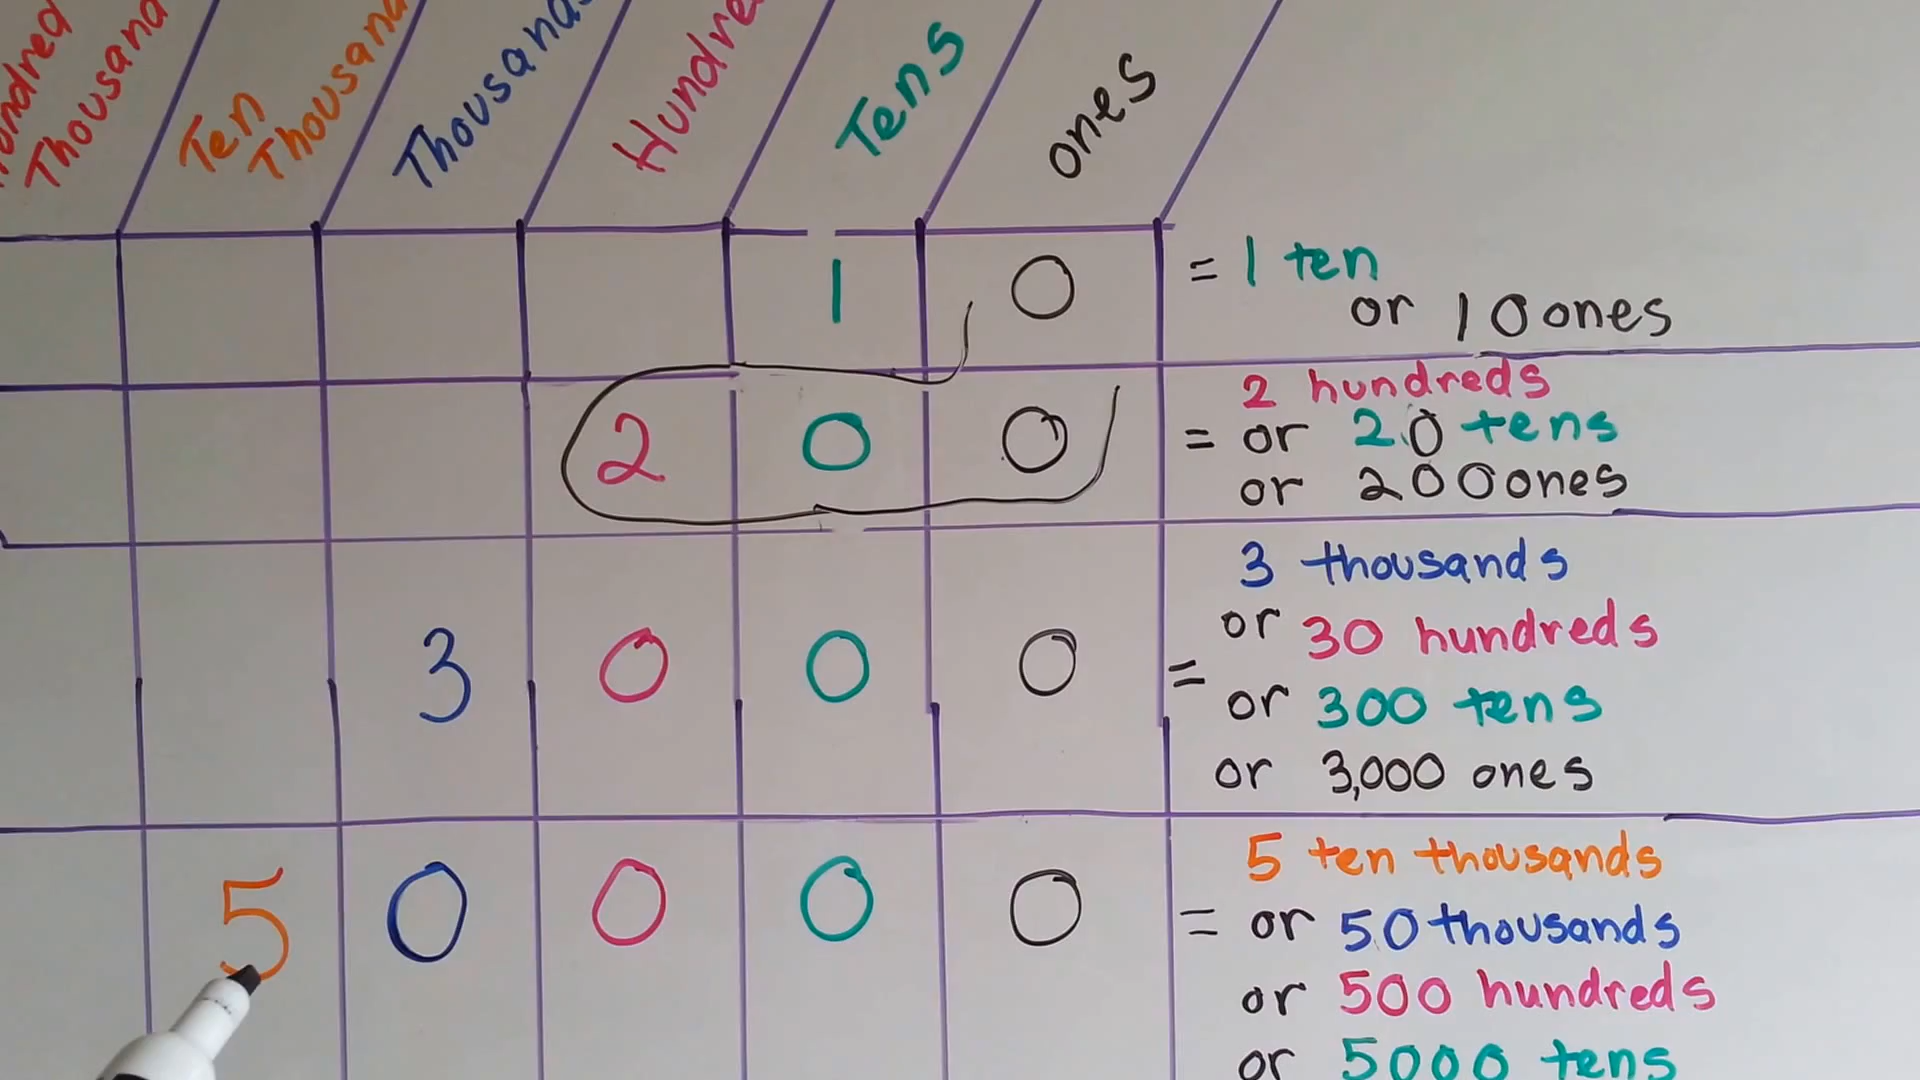 Thousand
Ten
Thousand
Thousand
Hundre
Tens
ones
1 0 = 1 ten
or 10 ones
2 hundreds
2 0 0 = or 20 tens
or 200 ones
3 thousands
or 30 hundreds
3 0 0 0 =
or 300 tens
or 3,000 ones
5 ten thousands
5 0 0 0 0 = or 50 thousands
or 500 hundreds
or 5000 tens